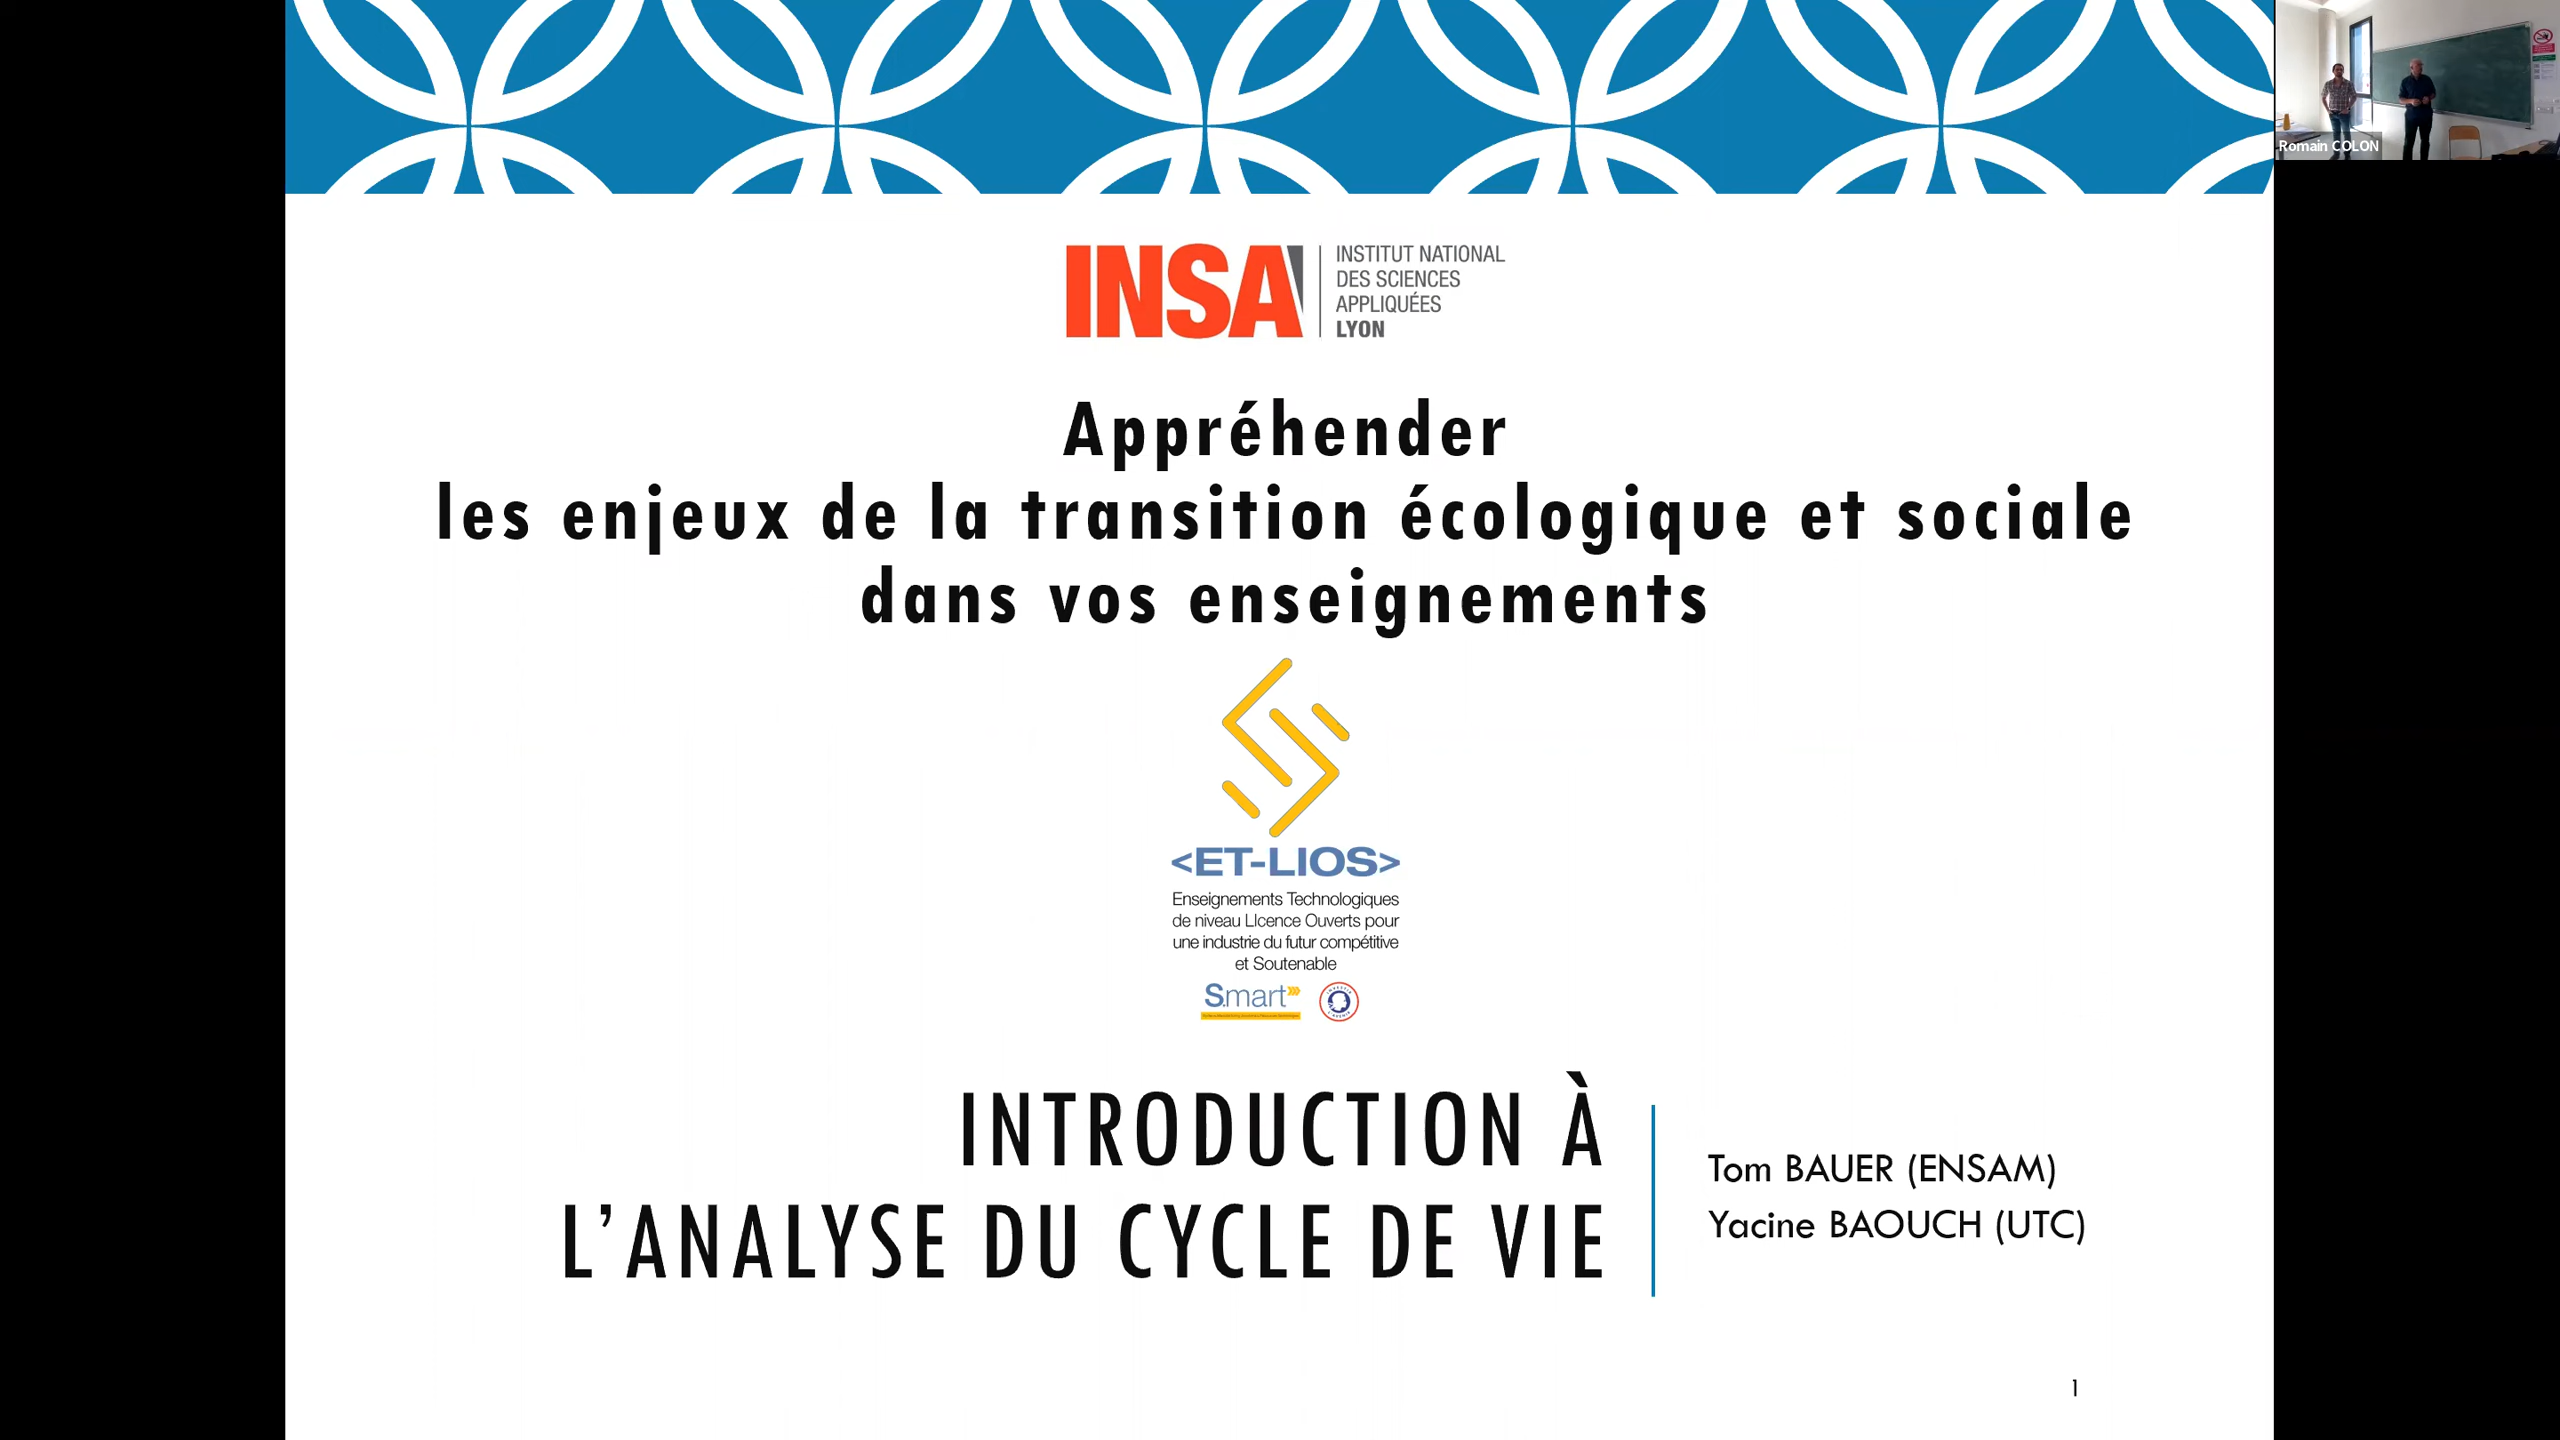 Romain COLON
INSA
INSTITUT NATIONAL
DES SCIENCES
APPLIQUÉES
LYON
Appréhender
les enjeux de la transition écologique et sociale
dans vos enseignements
<ET-LIOS>
Enseignements Technologiques
de niveau LIcence Ouverts pour
une industrie du futur compétitive
et Soutenable
S.mart
INTRODUCTION À
L’ANALYSE DU CYCLE DE VIE
Tom BAUER (ENSAM)
Yacine BAOUCH (UTC)
1